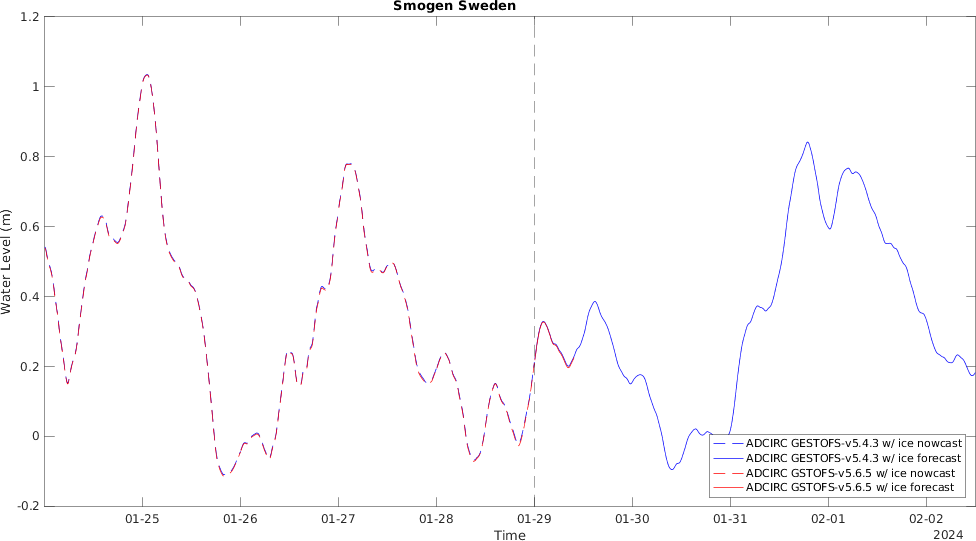 Smogen Sweden
1.2
1
0.8
0.6
0.4
0.2
0
-0.2
Water Level (m)
01-25
01-26
01-27
01-28
01-29
01-30
01-31
02-01
02-02
Time
2024
ADCIRC GESTOFS-v5.4.3 w/ ice nowcast
ADCIRC GESTOFS-v5.4.3 w/ ice forecast
ADCIRC GSTOFS-v5.6.5 w/ ice nowcast
ADCIRC GSTOFS-v5.6.5 w/ ice forecast